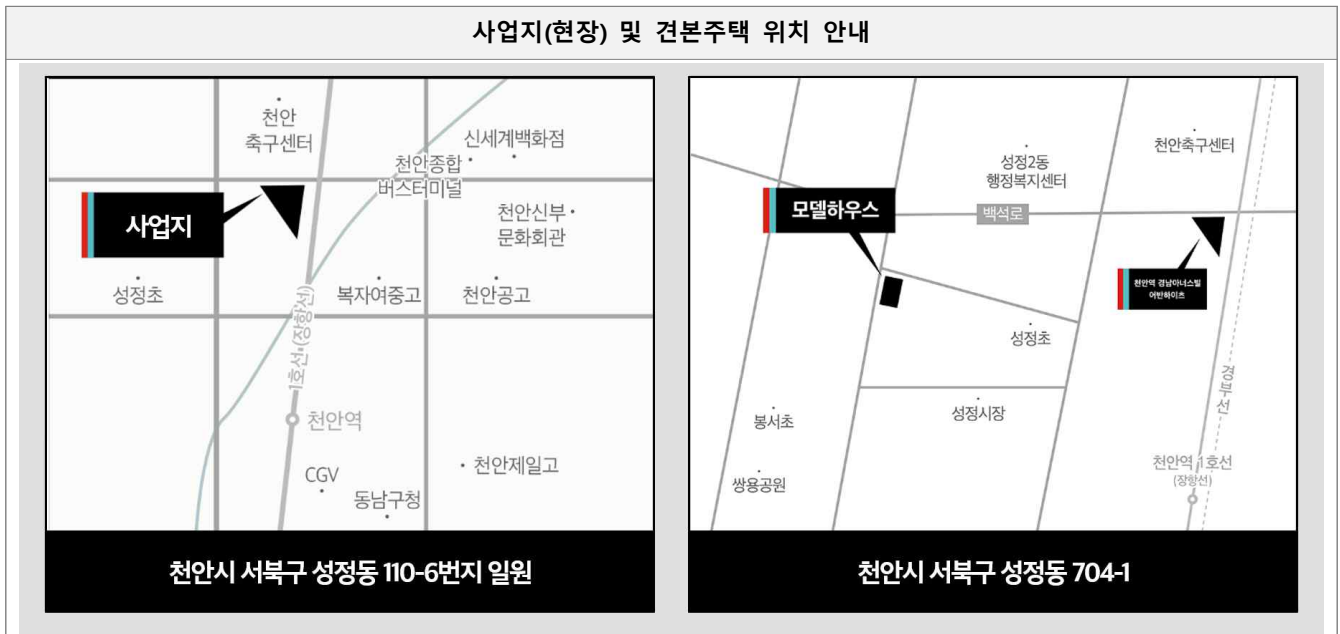 사업지(현장) 및 견본주택 위치 안내
천안
축구센터
신세계백화점
천안종합
버스터미널
사업지
천안신부
문화회관
성정초
복자여중고
천안공고
1호선 (장항선)
천안역
CGV
천안제일고
동남구청
천안시 서북구 성정동 110-6번지 일원
천안축구센터
성정2동
행정복지센터
모델하우스
백석로
천안역 경남아너스빌
어반하이츠
성정초
경부선
봉서초
성정시장
쌍용공원
천안역 1호선
(장항선)
천안시 서북구 성정동 704-1